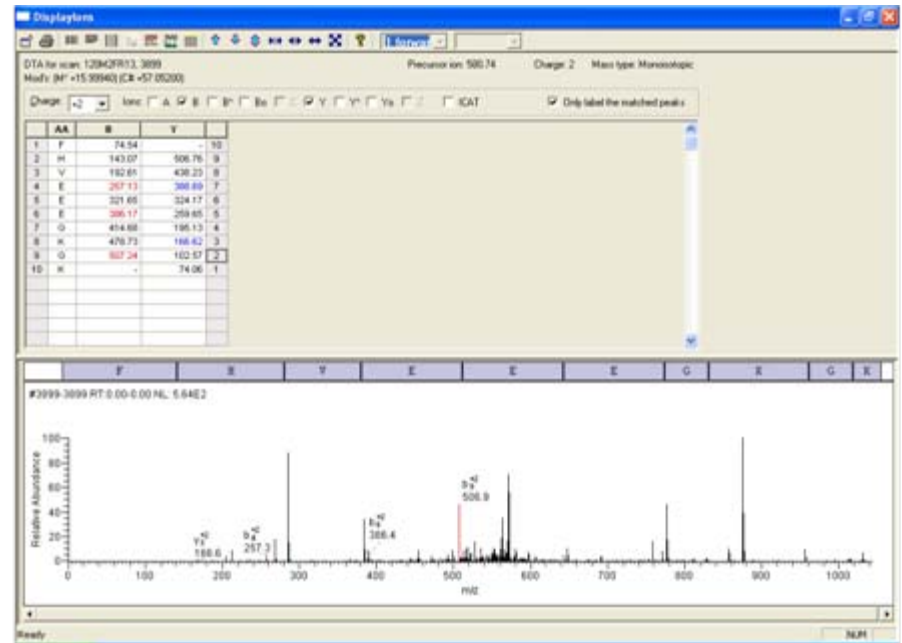 DisplayIons
1 forward
DTA for scan: 120M2FR13, 3899 Precursor ion: 580.74 Charge: 2 Mass type: Monoisotopic
Mod's: (M* +15.99940) (C# +57.05200)
Charge: +2 Ions: A B B* Bo C Y Y* Yo Z ICAT Only label the matched peaks
AA B Y
1 F 74.54 - 10
2 H 143.07 506.76 9
3 V 192.61 438.23 8
4 E 257.13 388.69 7
5 E 321.65 324.17 6
6 E 386.17 259.65 5
7 G 414.68 195.13 4
8 K 478.73 166.62 3
9 G 507.24 102.57 2
10 K - 74.06 1
F H V E E E G K G K
#3899-3899 RT:0.00-0.00 NL: 5.64E2
100
80
60
40
20
0
Relative Abundance
506.9
386.4
257.3
166.6
0 100 200 300 400 500 600 700 800 900 1000
m/z
Ready NUM